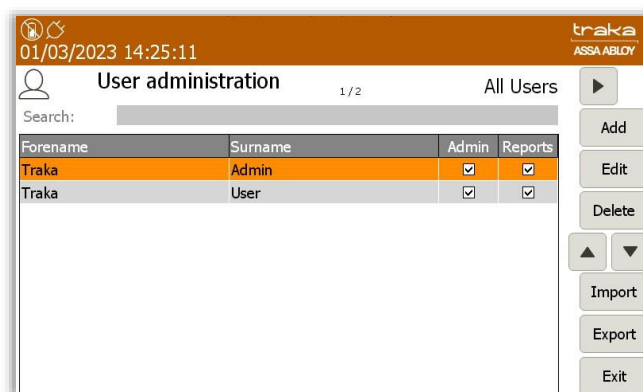 traka
01/03/2023 14:25:11
ASSA ABLOY
User administration 1/2 All Users
Search:
Add
Forename Surname Admin Reports
Traka Admin
Edit
Traka User
Delete
Import
Export
Exit